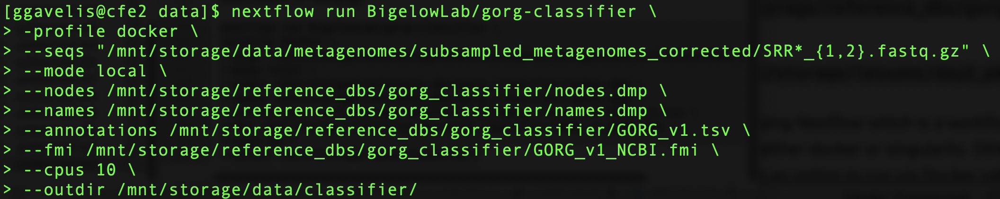 [ggavelis@cfe2 data]$ nextflow run BigelowLab/gorg-classifier \
> -profile docker \
> --seqs "/mnt/storage/data/metagenomes/subsampled_metagenomes_corrected/SRR*_{1,2}.fastq.gz" \
> --mode local \
> --nodes /mnt/storage/reference_dbs/gorg_classifier/nodes.dmp \
> --names /mnt/storage/reference_dbs/gorg_classifier/names.dmp \
> --annotations /mnt/storage/reference_dbs/gorg_classifier/GORG_v1.tsv \
> --fmi /mnt/storage/reference_dbs/gorg_classifier/GORG_v1_NCBI.fmi \
> --cpus 10 \
> --outdir /mnt/storage/data/classifier/